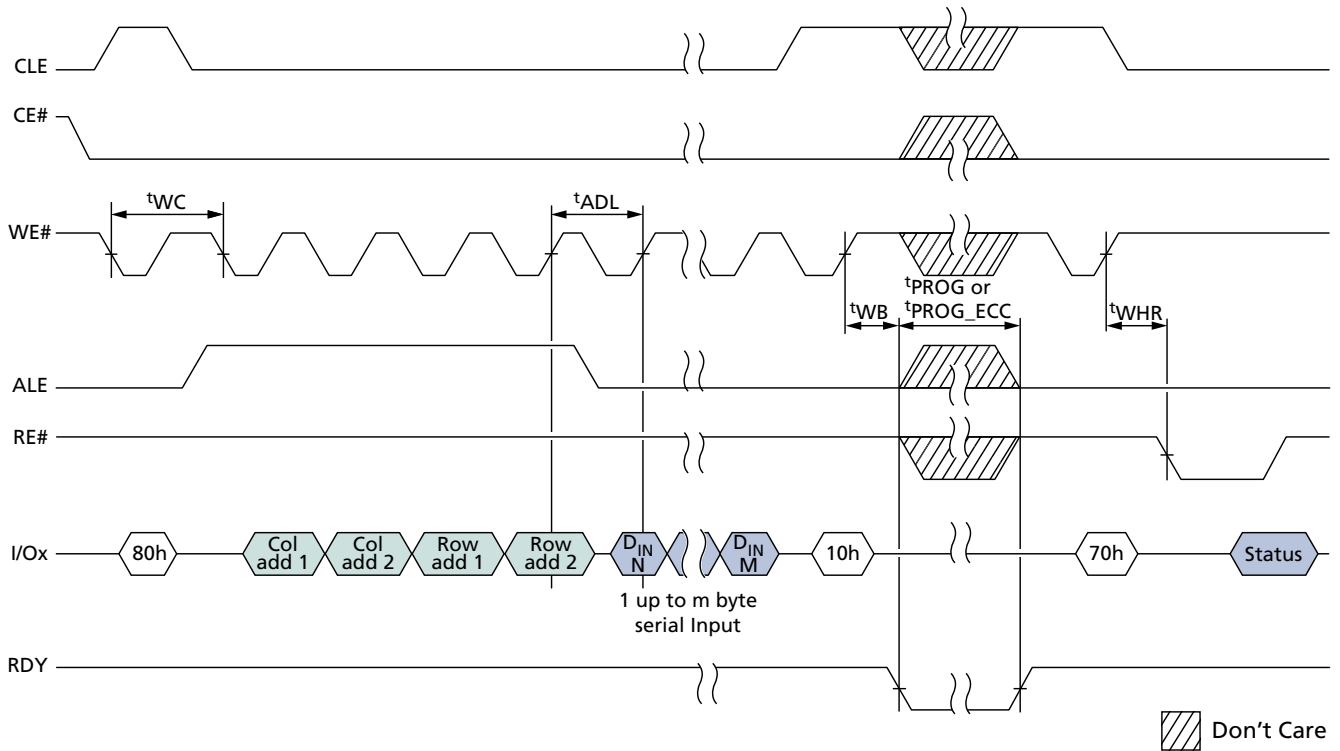 CLE
CE#
tWC
tADL
WE#
tPROG or
tWB
tPROG_ECC
tWHR
ALE
RE#
I/Ox
80h
Col
add 1
Col
add 2
Row
add 1
Row
add 2
DIN
N
DIN
M
10h
70h
Status
1 up to m byte
serial Input
RDY
Don't Care